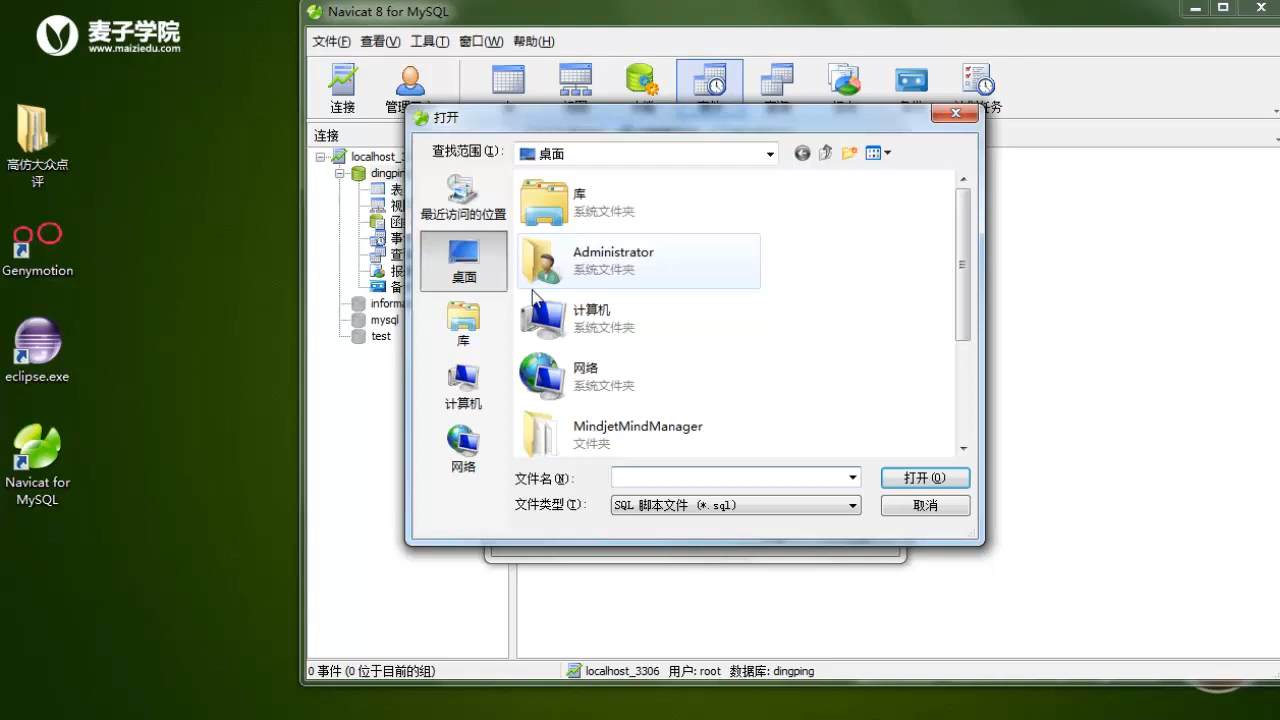 麦子学院
www.maiziedu.com
高仿大众点
评
Genymotion
eclipse.exe
Navicat for
MySQL
Navicat 8 for MySQL
文件(F) 查看(V) 工具(T) 窗口(W) 帮助(H)
连接
连接
localhost_3
dingping
informa
mysql
test
打开
查找范围(I):
桌面
最近访问的位置
桌面
库
计算机
网络
库
系统文件夹
Administrator
系统文件夹
计算机
系统文件夹
网络
系统文件夹
MindjetMindManager
文件夹
文件名(N):
打开(O)
文件类型(T):
SQL 脚本文件 (*.sql)
取消
0 事件 (0 位于目前的组)
localhost_3306 用户: root 数据库: dingping